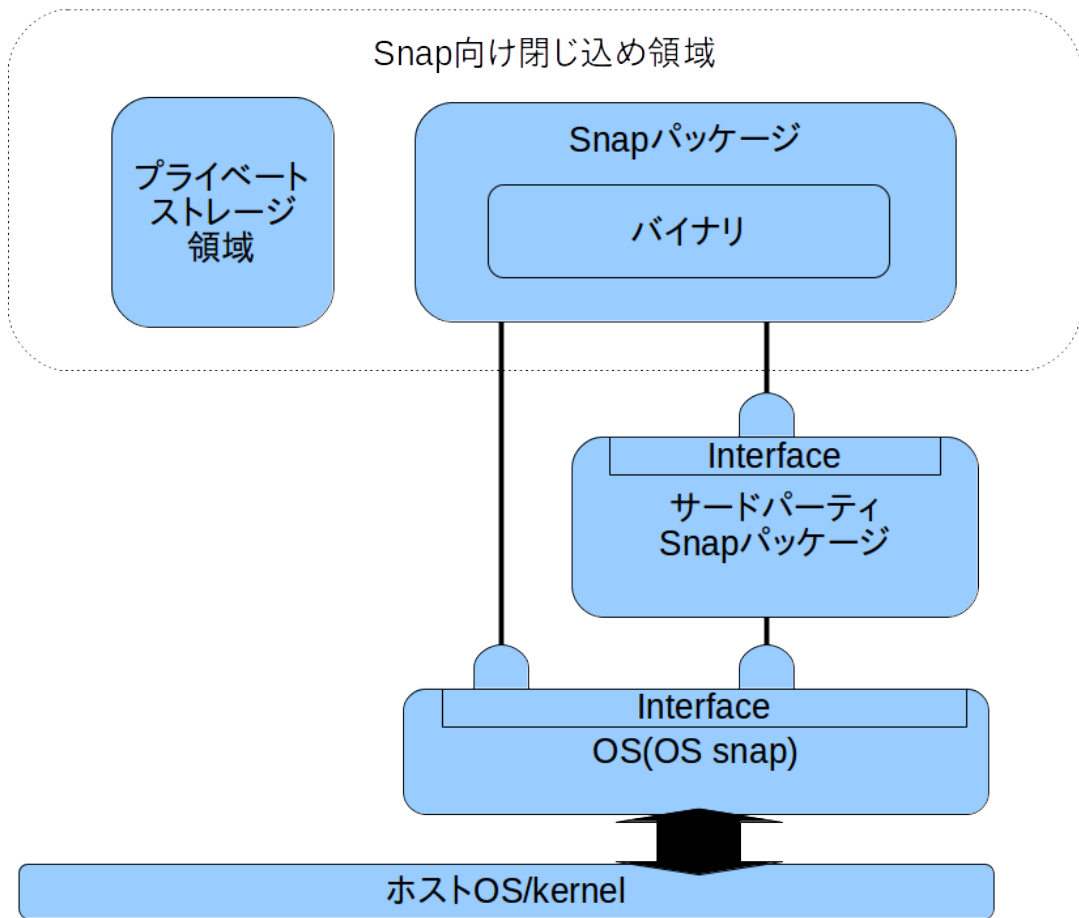 Snap向け閉じ込め領域
プライベート
ストレージ
領域
Snapパッケージ
バイナリ
Interface
サードパーティ
Snapパッケージ
Interface
OS(OS snap)
ホストOS/kernel